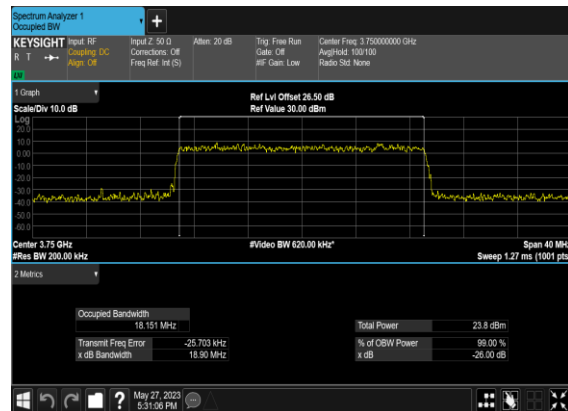 Spectrum Analyzer 1
Occupied BW
KEYSIGHT
R T
LW
Input: RF
Coupling: DC
Align: Off
Input Z: 50 Ω
Corrections: Off
Freq Ref: Int (S)
Atten: 20 dB
Trig: Free Run
Gate: Off
#IF Gain: Low
Center Freq: 3.750000000 GHz
Avg|Hold: 100/100
Radio Std: None
1 Graph
Scale/Div 10.0 dB
Ref Lvl Offset 26.50 dB
Ref Value 30.00 dBm
Log
20.0
10.0
0.00
-10.0
-20.0
-30.0
-40.0
-50.0
-60.0
Center 3.75 GHz
#Res BW 200.00 kHz
#Video BW 620.00 kHz*
Span 40 MHz
Sweep 1.27 ms (1001 pts
2 Metrics
Occupied Bandwidth
18.151 MHz
Transmit Freq Error -25.703 kHz
x dB Bandwidth 18.90 MHz
Total Power 23.8 dBm
% of OBW Power 99.00 %
x dB -26.00 dB
?
May 27, 2023
5:31:06 PM